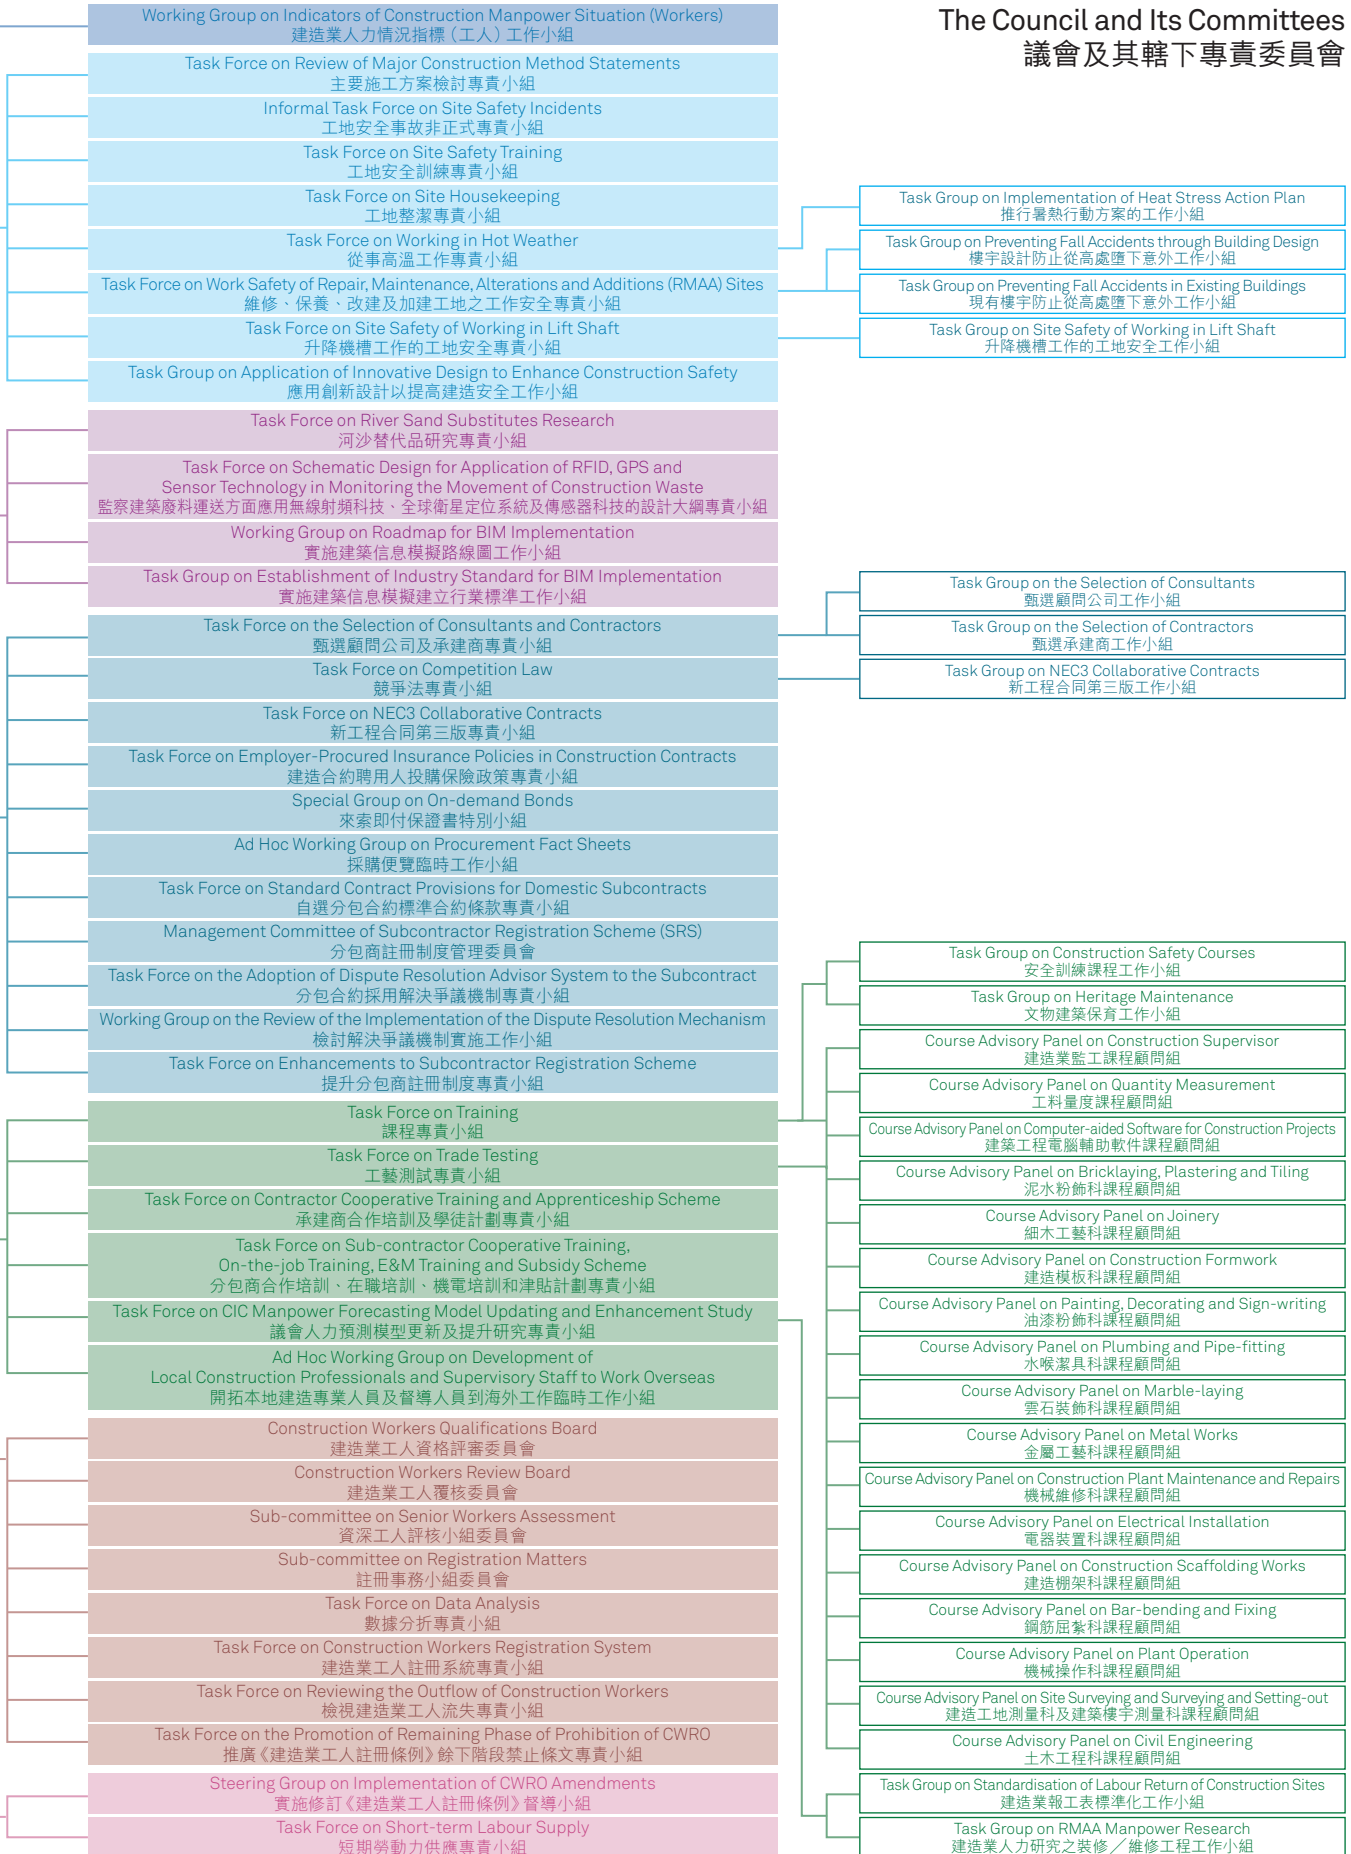 The Council and Its Committees
議會及其轄下專責委員會
Working Group on Indicators of Construction Manpower Situation (Workers)
建造業人力情況指標（工人）工作小組
Task Force on Review of Major Construction Method Statements
主要施工方案檢討專責小組
Informal Task Force on Site Safety Incidents
工地安全事故非正式專責小組
Task Force on Site Safety Training
工地安全訓練專責小組
Task Force on Site Housekeeping
工地整潔專責小組
Task Force on Working in Hot Weather
從事高溫工作專責小組
Task Force on Work Safety of Repair, Maintenance, Alterations and Additions (RMAA) Sites
維修、保養、改建及加建工地之工作安全專責小組
Task Force on Site Safety of Working in Lift Shaft
升降機槽工作的工地安全專責小組
Task Group on Application of Innovative Design to Enhance Construction Safety
應用創新設計以提高建造安全工作小組
Task Group on Implementation of Heat Stress Action Plan
推行暑熱行動方案的工作小組
Task Group on Preventing Fall Accidents through Building Design
樓宇設計防止從高處墮下意外工作小組
Task Group on Preventing Fall Accidents in Existing Buildings
現有樓宇防止從高處墮下意外工作小組
Task Group on Site Safety of Working in Lift Shaft
升降機槽工作的工地安全工作小組
Task Force on River Sand Substitutes Research
河沙替代品研究專責小組
Task Force on Schematic Design for Application of RFID, GPS and
Sensor Technology in Monitoring the Movement of Construction Waste
監察建築廢料運送方面應用無線射頻科技、全球衛星定位系統及傳感器科技的設計大綱專責小組
Working Group on Roadmap for BIM Implementation
實施建築信息模擬路線圖工作小組
Task Group on Establishment of Industry Standard for BIM Implementation
實施建築信息模擬建立行業標準工作小組
Task Force on the Selection of Consultants and Contractors
甄選顧問公司及承建商專責小組
Task Force on Competition Law
競爭法專責小組
Task Force on NEC3 Collaborative Contracts
新工程合同第三版專責小組
Task Force on Employer-Procured Insurance Policies in Construction Contracts
建造合約聘用人投購保險政策專責小組
Special Group on On-demand Bonds
來索即付保證書特別小組
Ad Hoc Working Group on Procurement Fact Sheets
採購便覽臨時工作小組
Task Force on Standard Contract Provisions for Domestic Subcontracts
自選分包合約標準合約條款專責小組
Management Committee of Subcontractor Registration Scheme (SRS)
分包商註冊制度管理委員會
Task Force on the Adoption of Dispute Resolution Advisor System to the Subcontract
分包合約採用解決爭議機制專責小組
Working Group on the Review of the Implementation of the Dispute Resolution Mechanism
檢討解決爭議機制實施工作小組
Task Force on Enhancements to Subcontractor Registration Scheme
提升分包商註冊制度專責小組
Task Group on the Selection of Consultants
甄選顧問公司工作小組
Task Group on the Selection of Contractors
甄選承建商工作小組
Task Group on NEC3 Collaborative Contracts
新工程合同第三版工作小組
Task Force on Training
課程專責小組
Task Force on Trade Testing
工藝測試專責小組
Task Force on Contractor Cooperative Training and Apprenticeship Scheme
承建商合作培訓及學徒計劃專責小組
Task Force on Sub-contractor Cooperative Training,
On-the-job Training, E&M Training and Subsidy Scheme
分包商合作培訓、在職培訓、機電培訓和津貼計劃專責小組
Task Force on CIC Manpower Forecasting Model Updating and Enhancement Study
議會人力預測模型更新及提升研究專責小組
Ad Hoc Working Group on Development of
Local Construction Professionals and Supervisory Staff to Work Overseas
開拓本地建造專業人員及督導人員到海外工作臨時工作小組
Task Group on Construction Safety Courses
安全訓練課程工作小組
Task Group on Heritage Maintenance
文物建築保育工作小組
Course Advisory Panel on Construction Supervisor
建造業監工課程顧問組
Course Advisory Panel on Quantity Measurement
工料量度課程顧問組
Course Advisory Panel on Computer-aided Software for Construction Projects
建築工程電腦輔助軟件課程顧問組
Course Advisory Panel on Bricklaying, Plastering and Tiling
泥水粉飾科課程顧問組
Course Advisory Panel on Joinery
細木工藝科課程顧問組
Course Advisory Panel on Construction Formwork
建造模板科課程顧問組
Course Advisory Panel on Painting, Decorating and Sign-writing
油漆粉飾科課程顧問組
Course Advisory Panel on Plumbing and Pipe-fitting
水喉潔具科課程顧問組
Course Advisory Panel on Marble-laying
雲石裝飾科課程顧問組
Course Advisory Panel on Metal Works
金屬工藝科課程顧問組
Course Advisory Panel on Construction Plant Maintenance and Repairs
機械維修科課程顧問組
Course Advisory Panel on Electrical Installation
電器裝置科課程顧問組
Course Advisory Panel on Construction Scaffolding Works
建造棚架科課程顧問組
Course Advisory Panel on Bar-bending and Fixing
鋼筋屈紮科課程顧問組
Course Advisory Panel on Plant Operation
機械操作科課程顧問組
Course Advisory Panel on Site Surveying and Surveying and Setting-out
建造工地測量科及建築樓宇測量科課程顧問組
Course Advisory Panel on Civil Engineering
土木工程科課程顧問組
Task Group on Standardisation of Labour Return of Construction Sites
建造業報工表標準化工作小組
Task Group on RMAA Manpower Research
建造業人力研究之裝修／維修工程工作小組
Construction Workers Qualifications Board
建造業工人資格評審委員會
Construction Workers Review Board
建造業工人覆核委員會
Sub-committee on Senior Workers Assessment
資深工人評核小組委員會
Sub-committee on Registration Matters
註冊事務小組委員會
Task Force on Data Analysis
數據分折專責小組
Task Force on Construction Workers Registration System
建造業工人註冊系統專責小組
Task Force on Reviewing the Outflow of Construction Workers
檢視建造業工人流失專責小組
Task Force on the Promotion of Remaining Phase of Prohibition of CWRO
推廣《建造業工人註冊條例》餘下階段禁止條文專責小組
Steering Group on Implementation of CWRO Amendments
實施修訂《建造業工人註冊條例》督導小組
Task Force on Short-term Labour Supply
短期勞動力供應專責小組